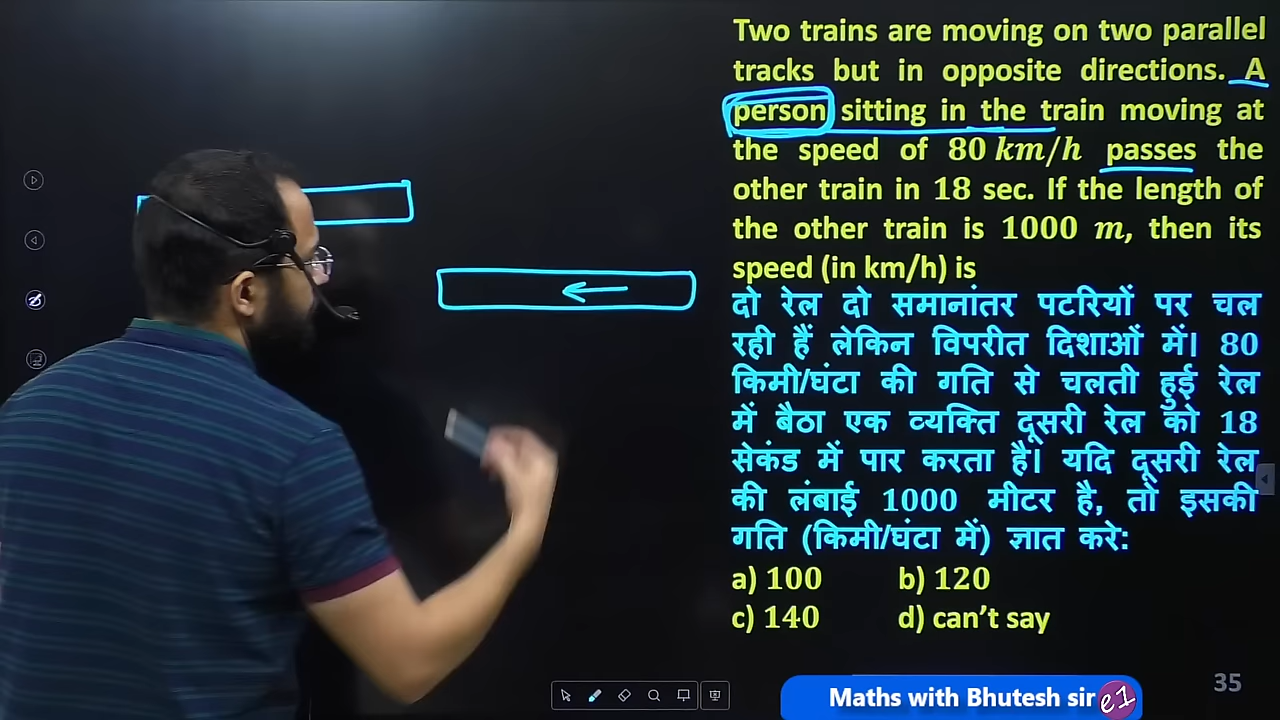 Two trains are moving on two parallel
tracks but in opposite directions. A
person sitting in the train moving at
the speed of 80 km/h passes the
other train in 18 sec. If the length of
the other train is 1000 m, then its
speed (in km/h) is
दो रेल दो समानांतर पटरियों पर चल
रही हैं लेकिन विपरीत दिशाओं में। 80
किमी/घंटा की गति से चलती हुई रेल
में बैठा एक व्यक्ति दूसरी रेल को 18
सेकंड में पार करता है। यदि दूसरी रेल
की लंबाई 1000 मीटर है, तो इसकी
गति (किमी/घंटा में) ज्ञात करे:
a) 100 b) 120
c) 140 d) can't say
35
Maths with Bhutesh sir e1